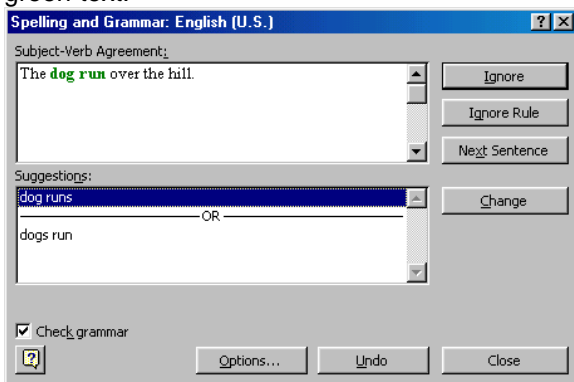 green text.
Spelling and Grammar: English (U.S.)
Subject-Verb Agreement:
The dog run over the hill.
Ignore
Ignore Rule
Next Sentence
Suggestions:
dog runs
OR
dogs run
Change
Check grammar
Options...
Undo
Close